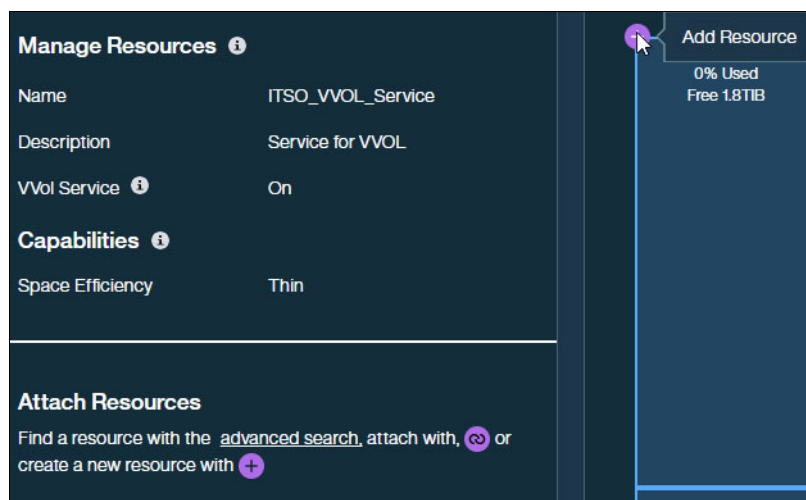 Manage Resources
Name ITSO_VVOL_Service
Description Service for VVOL
VVol Service On
Capabilities
Space Efficiency Thin
Attach Resources
Find a resource with the advanced search, attach with, or
create a new resource with
Add Resource
0% Used
Free 1.8TIB